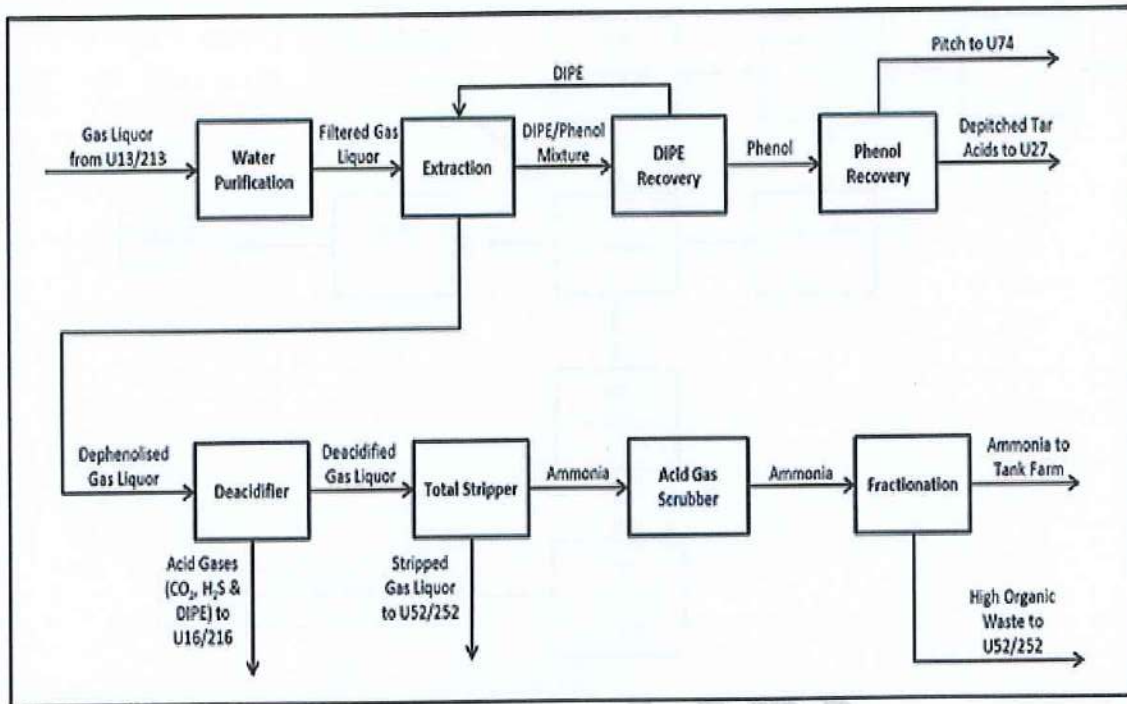 Pitch to U74
DIPE
Gas Liquor
from U13/213
Water
Purification
Filtered Gas
Liquor
Extraction
DIPE/Phenol
Mixture
DIPE
Recovery
Phenol
Phenol
Recovery
Depitched Tar
Acids to U27
Dephenolised
Gas Liquor
Deacidifier
Deacidified
Gas Liquor
Total Stripper
Ammonia
Acid Gas
Scrubber
Ammonia
Fractionation
Ammonia to
Tank Farm
Acid Gases
(CO₂, H₂S &
DIPE) to
U16/216
Stripped
Gas Liquor
to U52/252
High Organic
Waste to
U52/252